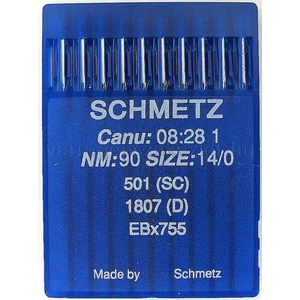 SCHMETZ
Canu: 08:28 1
NM:90 SIZE:14/0
501 (SC)
1807 (D)
EBx755
Made by Schmetz